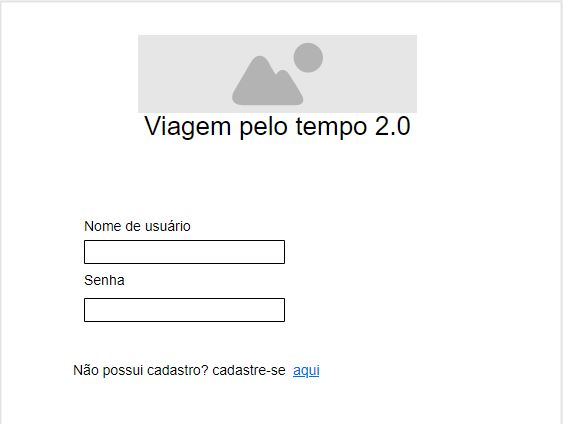 Viagem pelo tempo 2.0
Nome de usuário
Senha
Não possui cadastro? cadastre-se aqui